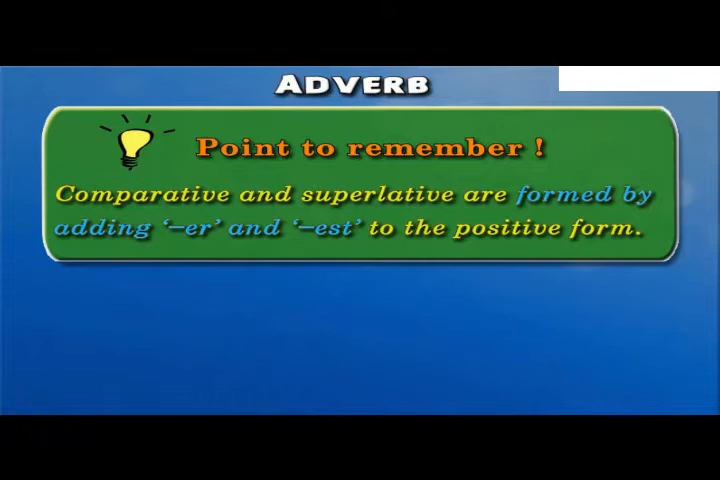 ADVERB
Point to remember !
Comparative and superlative are formed by
adding ‘–er’ and ‘–est’ to the positive form.